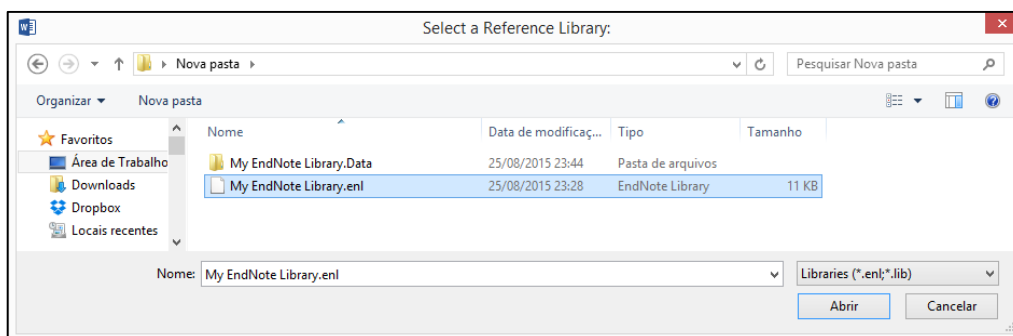 Select a Reference Library:
Nova pasta
Pesquisar Nova pasta
Organizar
Nova pasta
Favoritos
Área de Trabalho
Downloads
Dropbox
Locais recentes
Nome Data de modificaç... Tipo Tamanho
My EndNote Library.Data 25/08/2015 23:44 Pasta de arquivos
My EndNote Library.enl 25/08/2015 23:28 EndNote Library 11 KB
Nome: My EndNote Library.enl
Libraries (*.enl;*.lib)
Abrir Cancelar